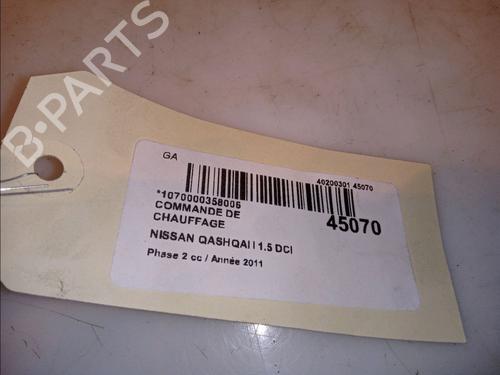 B-PARTS
GA
40200301 45070
*1070000358006
COMMANDE DE
CHAUFFAGE
45070
NISSAN QASHQAI I 1.5 DCI
Phase 2 cc / Année 2011